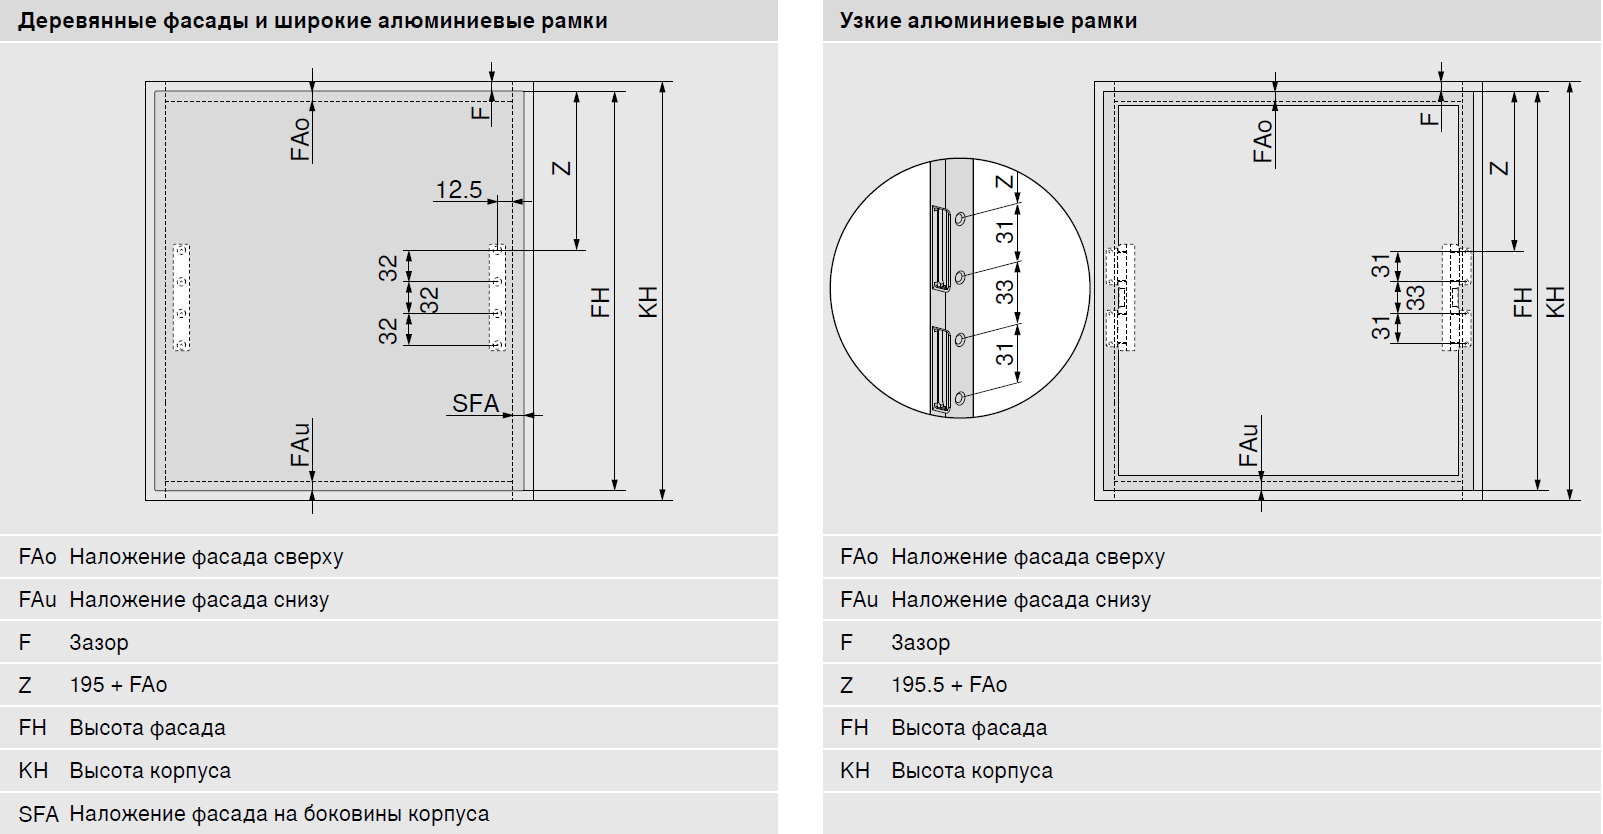 Деревянные фасады и широкие алюминиевые рамки
FAo
F
Z
12.5
32
32
32
FH
KH
SFA
FAu
FAo Наложение фасада сверху
FAu Наложение фасада снизу
F Зазор
Z 195 + FAo
FH Высота фасада
KH Высота корпуса
SFA Наложение фасада на боковины корпуса
Узкие алюминиевые рамки
FAo
F
Z
Z
31
33
31
31
33
31
FH
KH
FAu
FAo Наложение фасада сверху
FAu Наложение фасада снизу
F Зазор
Z 195.5 + FAo
FH Высота фасада
KH Высота корпуса